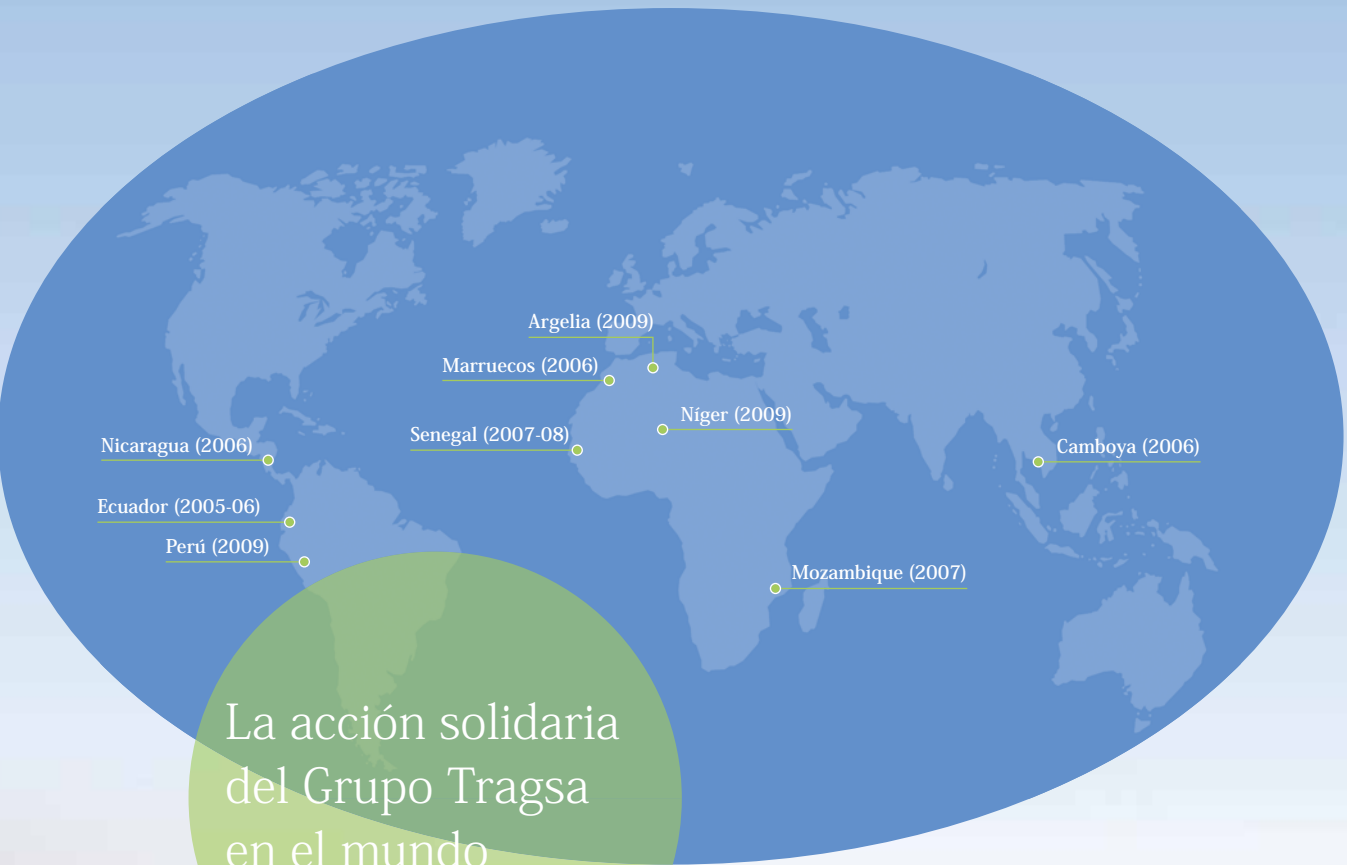 Argelia (2009)
Marruecos (2006)
Níger (2009)
Senegal (2007-08)
Nicaragua (2006)
Camboya (2006)
Ecuador (2005-06)
Perú (2009)
Mozambique (2007)
La acción solidaria
del Grupo Tragsa
en el mundo